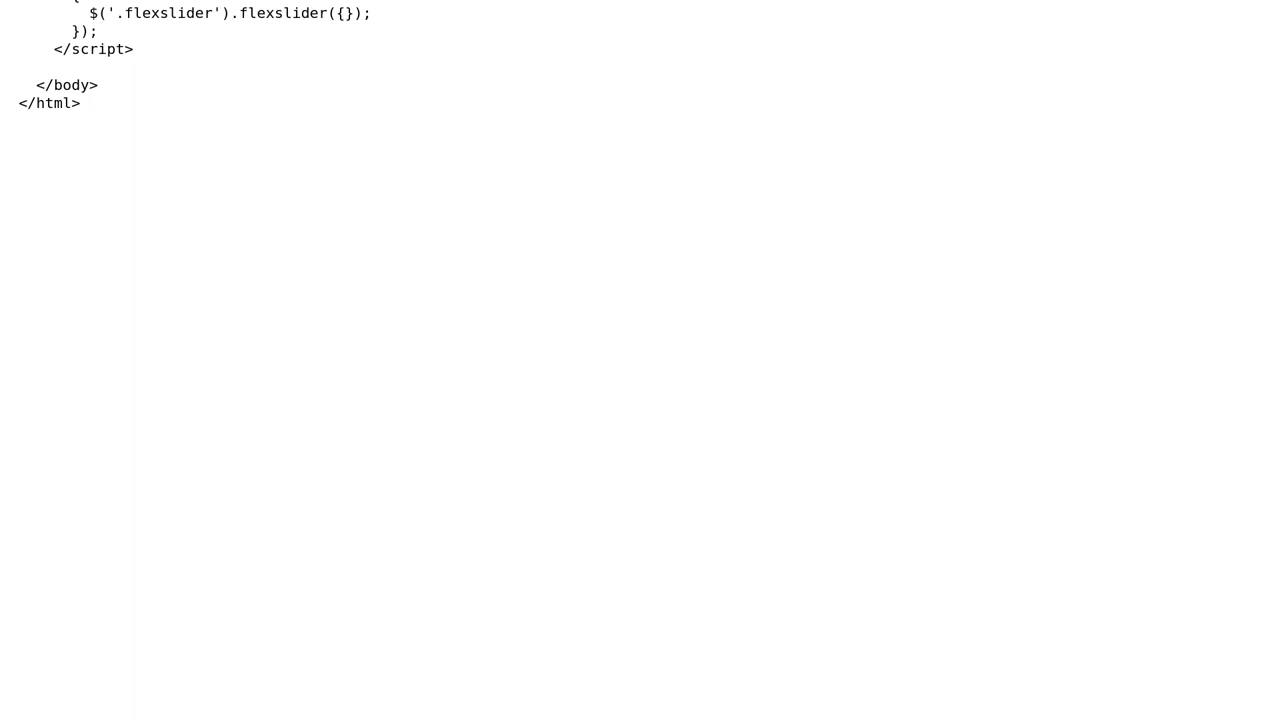 $('.flexslider').flexslider({});
});
</script>
</body>
</html>